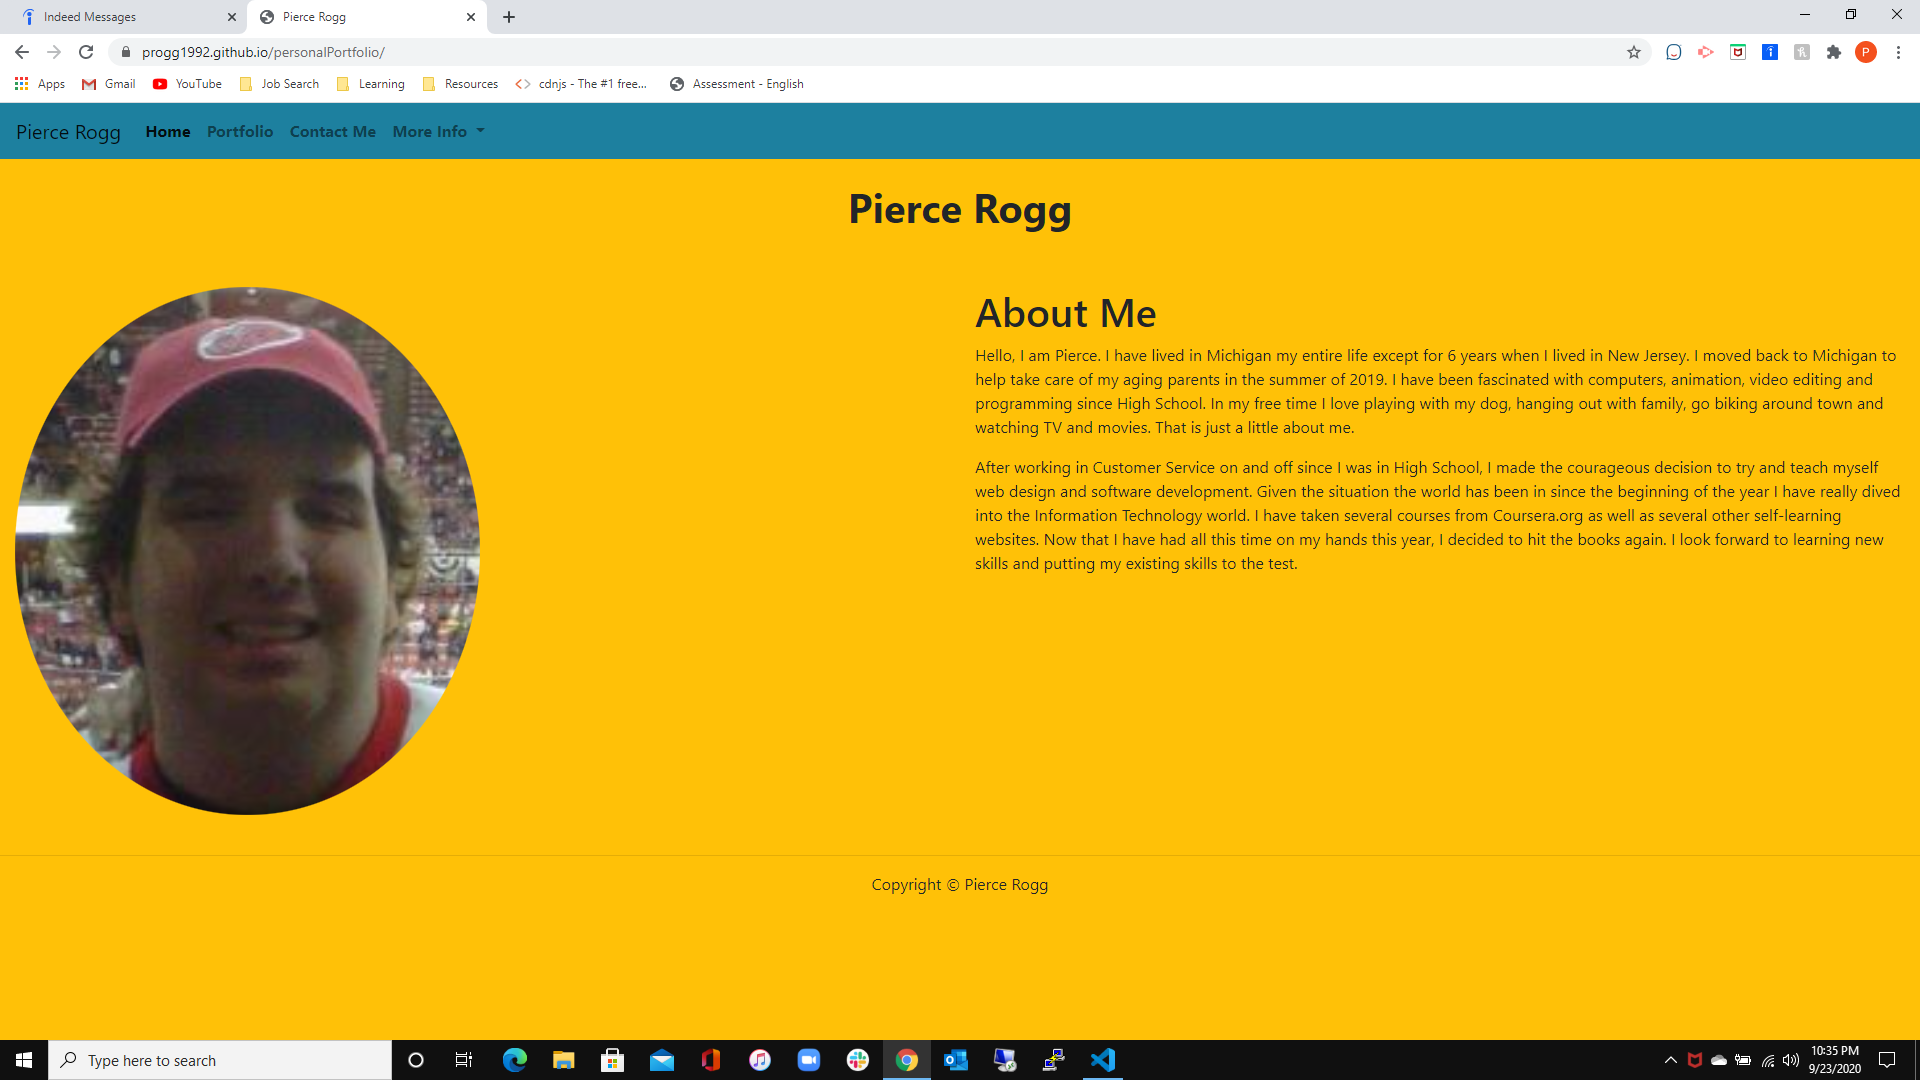 Indeed Messages
Pierce Rogg
progg1992.github.io/personalPortfolio/
P
Apps Gmail YouTube Job Search Learning Resources cdnjs - The #1 free... Assessment - English
Pierce Rogg Home Portfolio Contact Me More Info
Pierce Rogg
About Me
Hello, I am Pierce. I have lived in Michigan my entire life except for 6 years when I lived in New Jersey. I moved back to Michigan to
help take care of my aging parents in the summer of 2019. I have been fascinated with computers, animation, video editing and
programming since High School. In my free time I love playing with my dog, hanging out with family, go biking around town and
watching TV and movies. That is just a little about me.
After working in Customer Service on and off since I was in High School, I made the courageous decision to try and teach myself
web design and software development. Given the situation the world has been in since the beginning of the year I have really dived
into the Information Technology world. I have taken several courses from Coursera.org as well as several other self-learning
websites. Now that I have had all this time on my hands this year, I decided to hit the books again. I look forward to learning new
skills and putting my existing skills to the test.
Copyright © Pierce Rogg
Type here to search
10:35 PM
9/23/2020